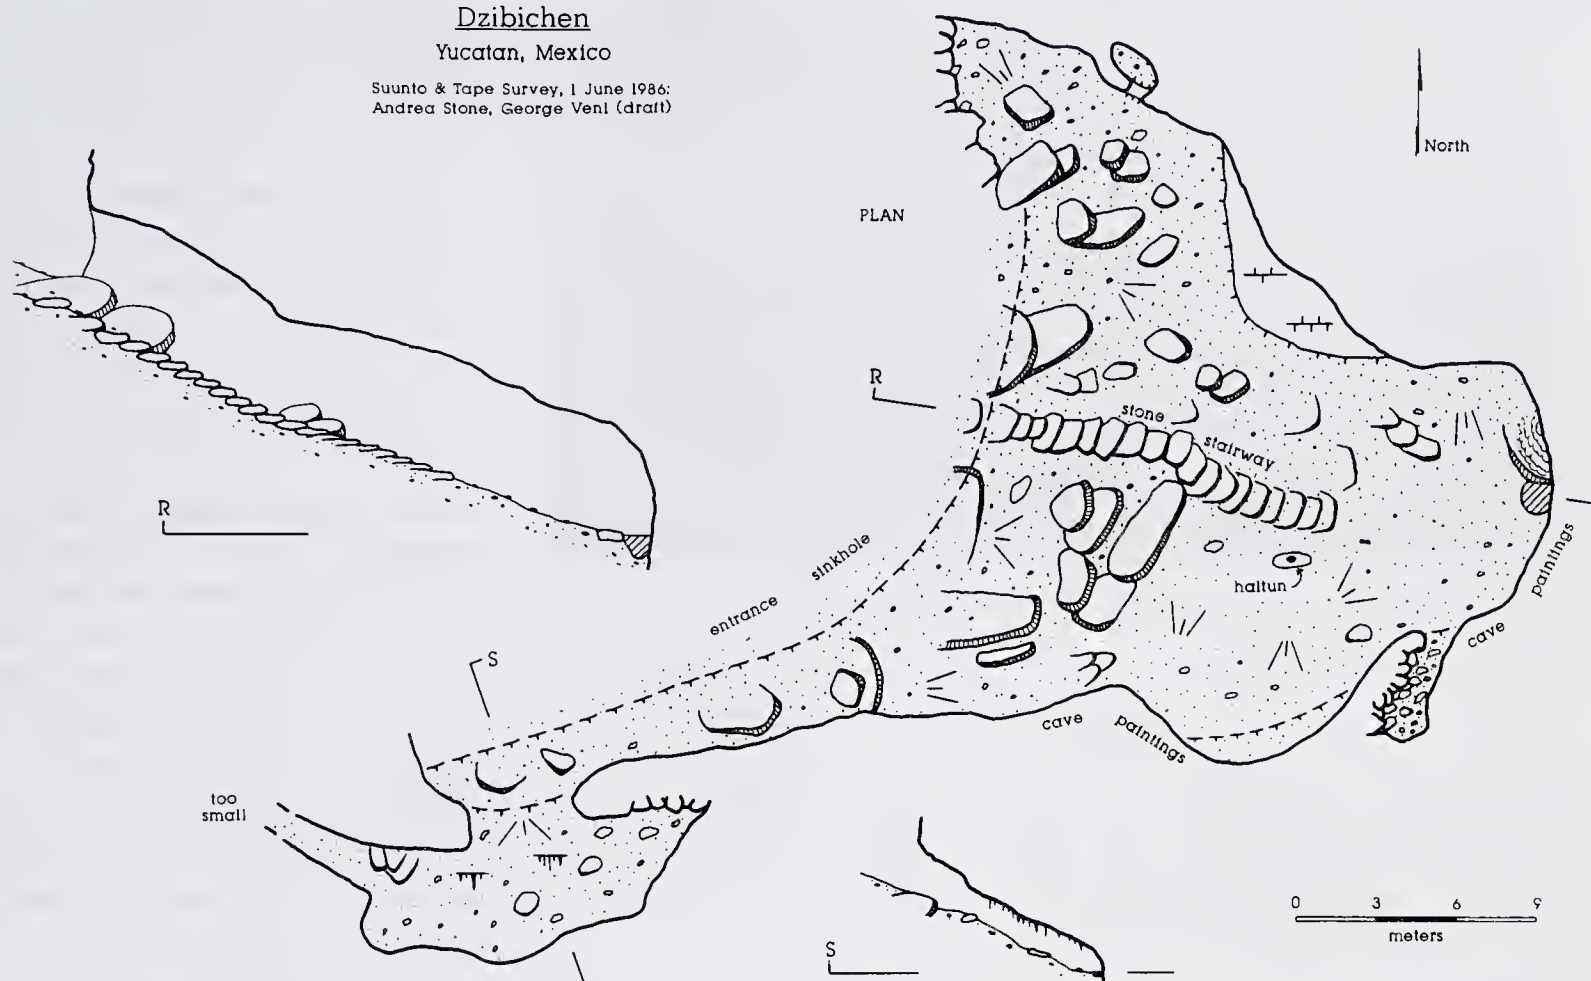 Dzibichen
Yucatan, Mexico
Suunto & Tape Survey, 1 June 1986:
Andrea Stone, George Veni (draft)
North
PLAN
R
stone
stairway
R
sinkhole
haltun
paintings
entrance
cave
S
cave
paintings
too
small
0 3 6 9
meters
S